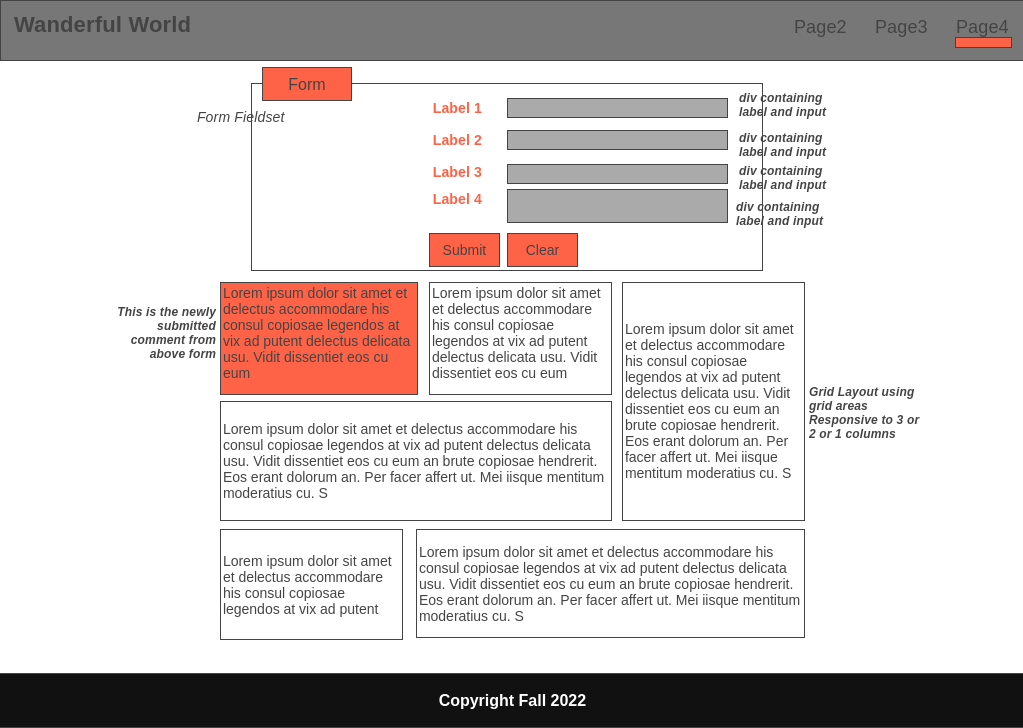 Wanderful World
Page2
Page3
Page4
Form
Form Fieldset
Label 1
div containing
label and input
Label 2
div containing
label and input
Label 3
div containing
label and input
Label 4
div containing
label and input
Submit
Clear
This is the newly
submitted
comment from
above form
Lorem ipsum dolor sit amet et
delectus accommodare his
consul copiosae legendos at
vix ad putent delectus delicata
usu. Vidit dissentiet eos cu
eum
Lorem ipsum dolor sit amet
et delectus accommodare
his consul copiosae
legendos at vix ad putent
delectus delicata usu. Vidit
dissentiet eos cu eum
Lorem ipsum dolor sit amet
et delectus accommodare
his consul copiosae
legendos at vix ad putent
delectus delicata usu. Vidit
dissentiet eos cu eum an
brute copiosae hendrerit.
Eos erant dolorum an. Per
facer affert ut. Mei iisque
mentitum moderatius cu. S
Grid Layout using
grid areas
Responsive to 3 or
2 or 1 columns
Lorem ipsum dolor sit amet et delectus accommodare his
consul copiosae legendos at vix ad putent delectus delicata
usu. Vidit dissentiet eos cu eum an brute copiosae hendrerit.
Eos erant dolorum an. Per facer affert ut. Mei iisque mentitum
moderatius cu. S
Lorem ipsum dolor sit amet
et delectus accommodare
his consul copiosae
legendos at vix ad putent
Lorem ipsum dolor sit amet et delectus accommodare his
consul copiosae legendos at vix ad putent delectus delicata
usu. Vidit dissentiet eos cu eum an brute copiosae hendrerit.
Eos erant dolorum an. Per facer affert ut. Mei iisque mentitum
moderatius cu. S
Copyright Fall 2022